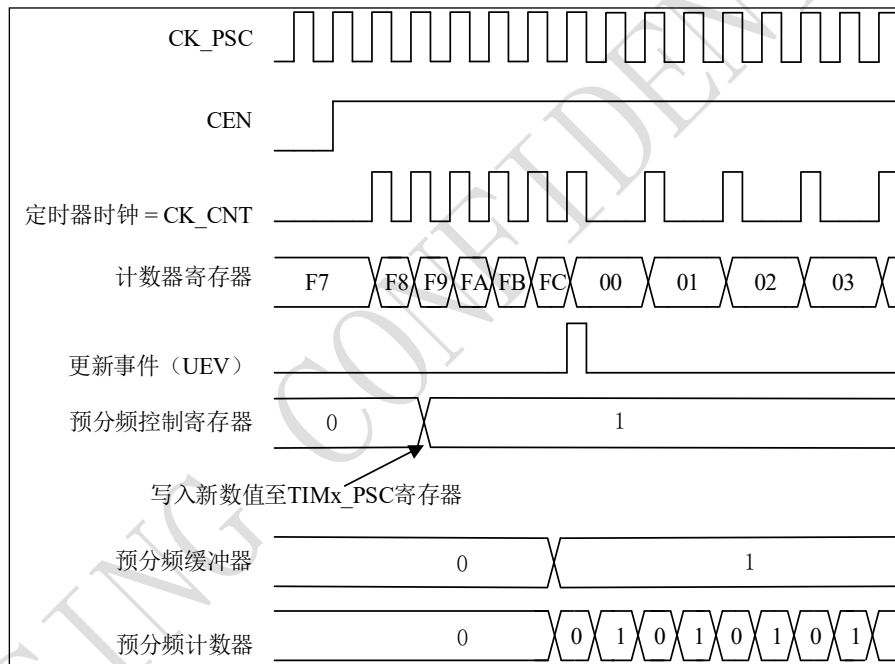 CK_PSC
CEN
定时器时钟 = CK_CNT
计数器寄存器 F7 F8 F9 FA FB FC 00 01 02 03
更新事件（UEV）
预分频控制寄存器 0 1
写入新数值至TIMx_PSC寄存器
预分频缓冲器 0 1
预分频计数器 0 0 1 0 1 0 1 0 1
ING CONFIDENT